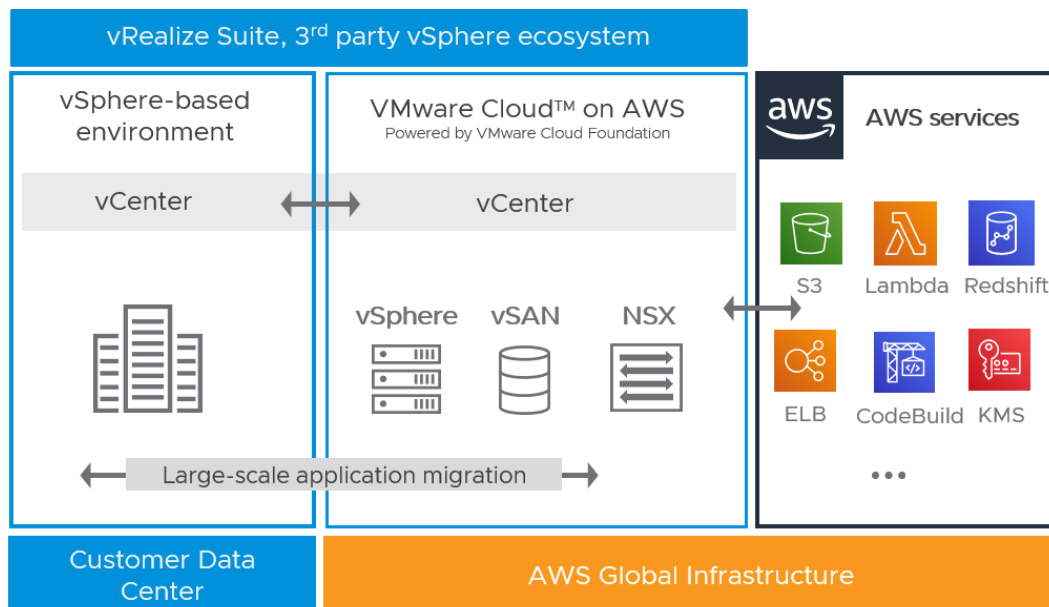 vRealize Suite, 3rd party vSphere ecosystem
vSphere-based
environment
vCenter
VMware Cloud™ on AWS
Powered by VMware Cloud Foundation
vCenter
vSphere
vSAN
NSX
Large-scale application migration
aws
AWS services
S3
Lambda
Redshift
ELB
CodeBuild
KMS
...
Customer Data
Center
AWS Global Infrastructure